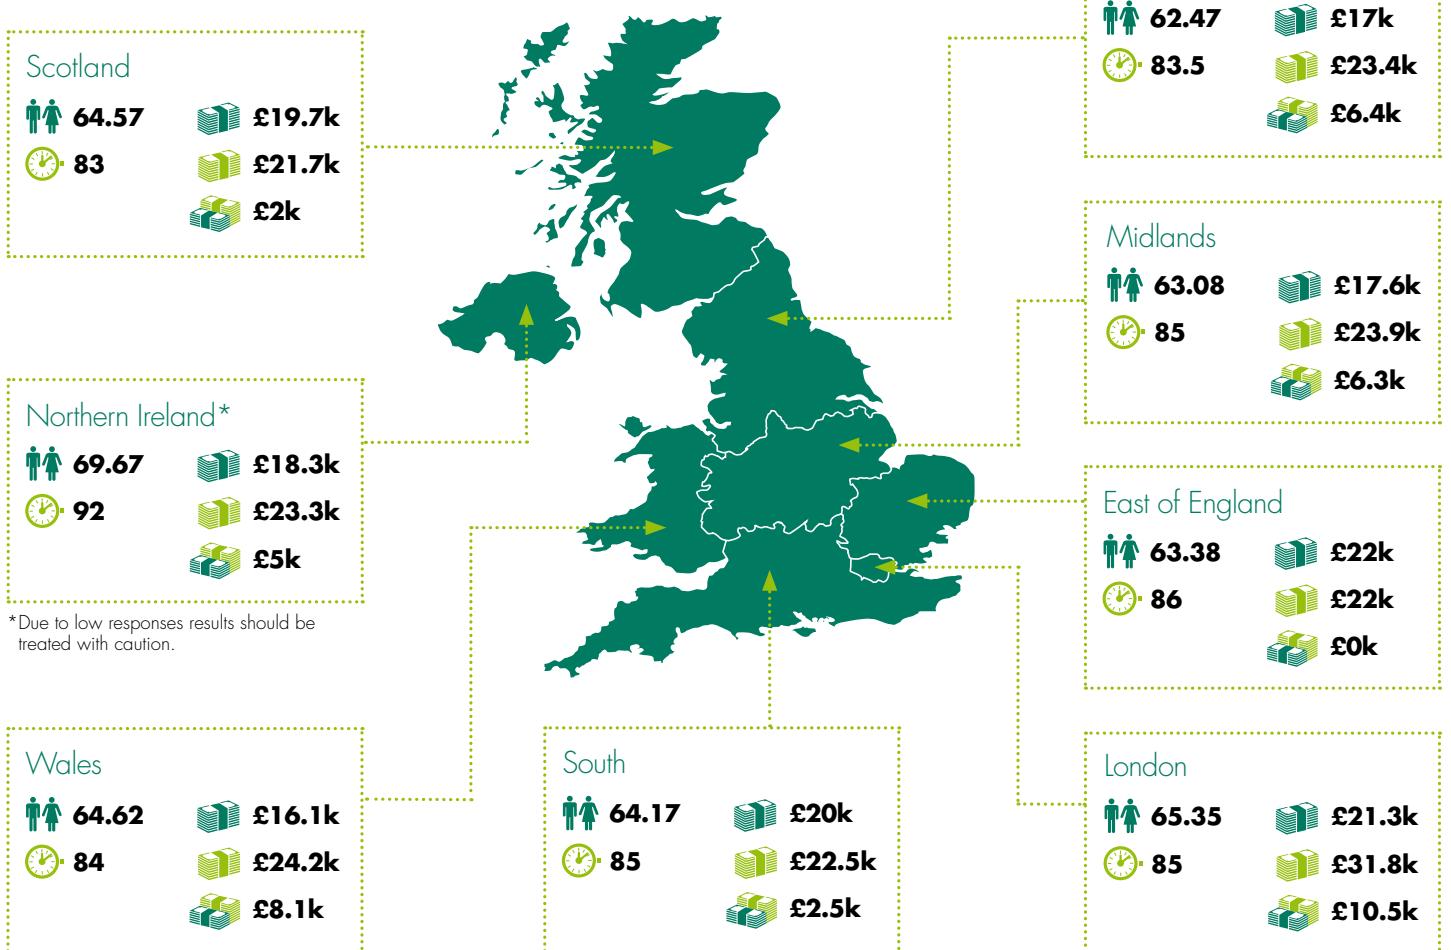 62.47 £17k
83.5 £23.4k
£6.4k
Scotland
64.57 £19.7k
83 £21.7k
£2k
Midlands
63.08 £17.6k
85 £23.9k
£6.3k
Northern Ireland*
69.67 £18.3k
92 £23.3k
£5k
*Due to low responses results should be
treated with caution.
East of England
63.38 £22k
86 £22k
£0k
Wales
64.62 £16.1k
84 £24.2k
£8.1k
South
64.17 £20k
85 £22.5k
£2.5k
London
65.35 £21.3k
85 £31.8k
£10.5k